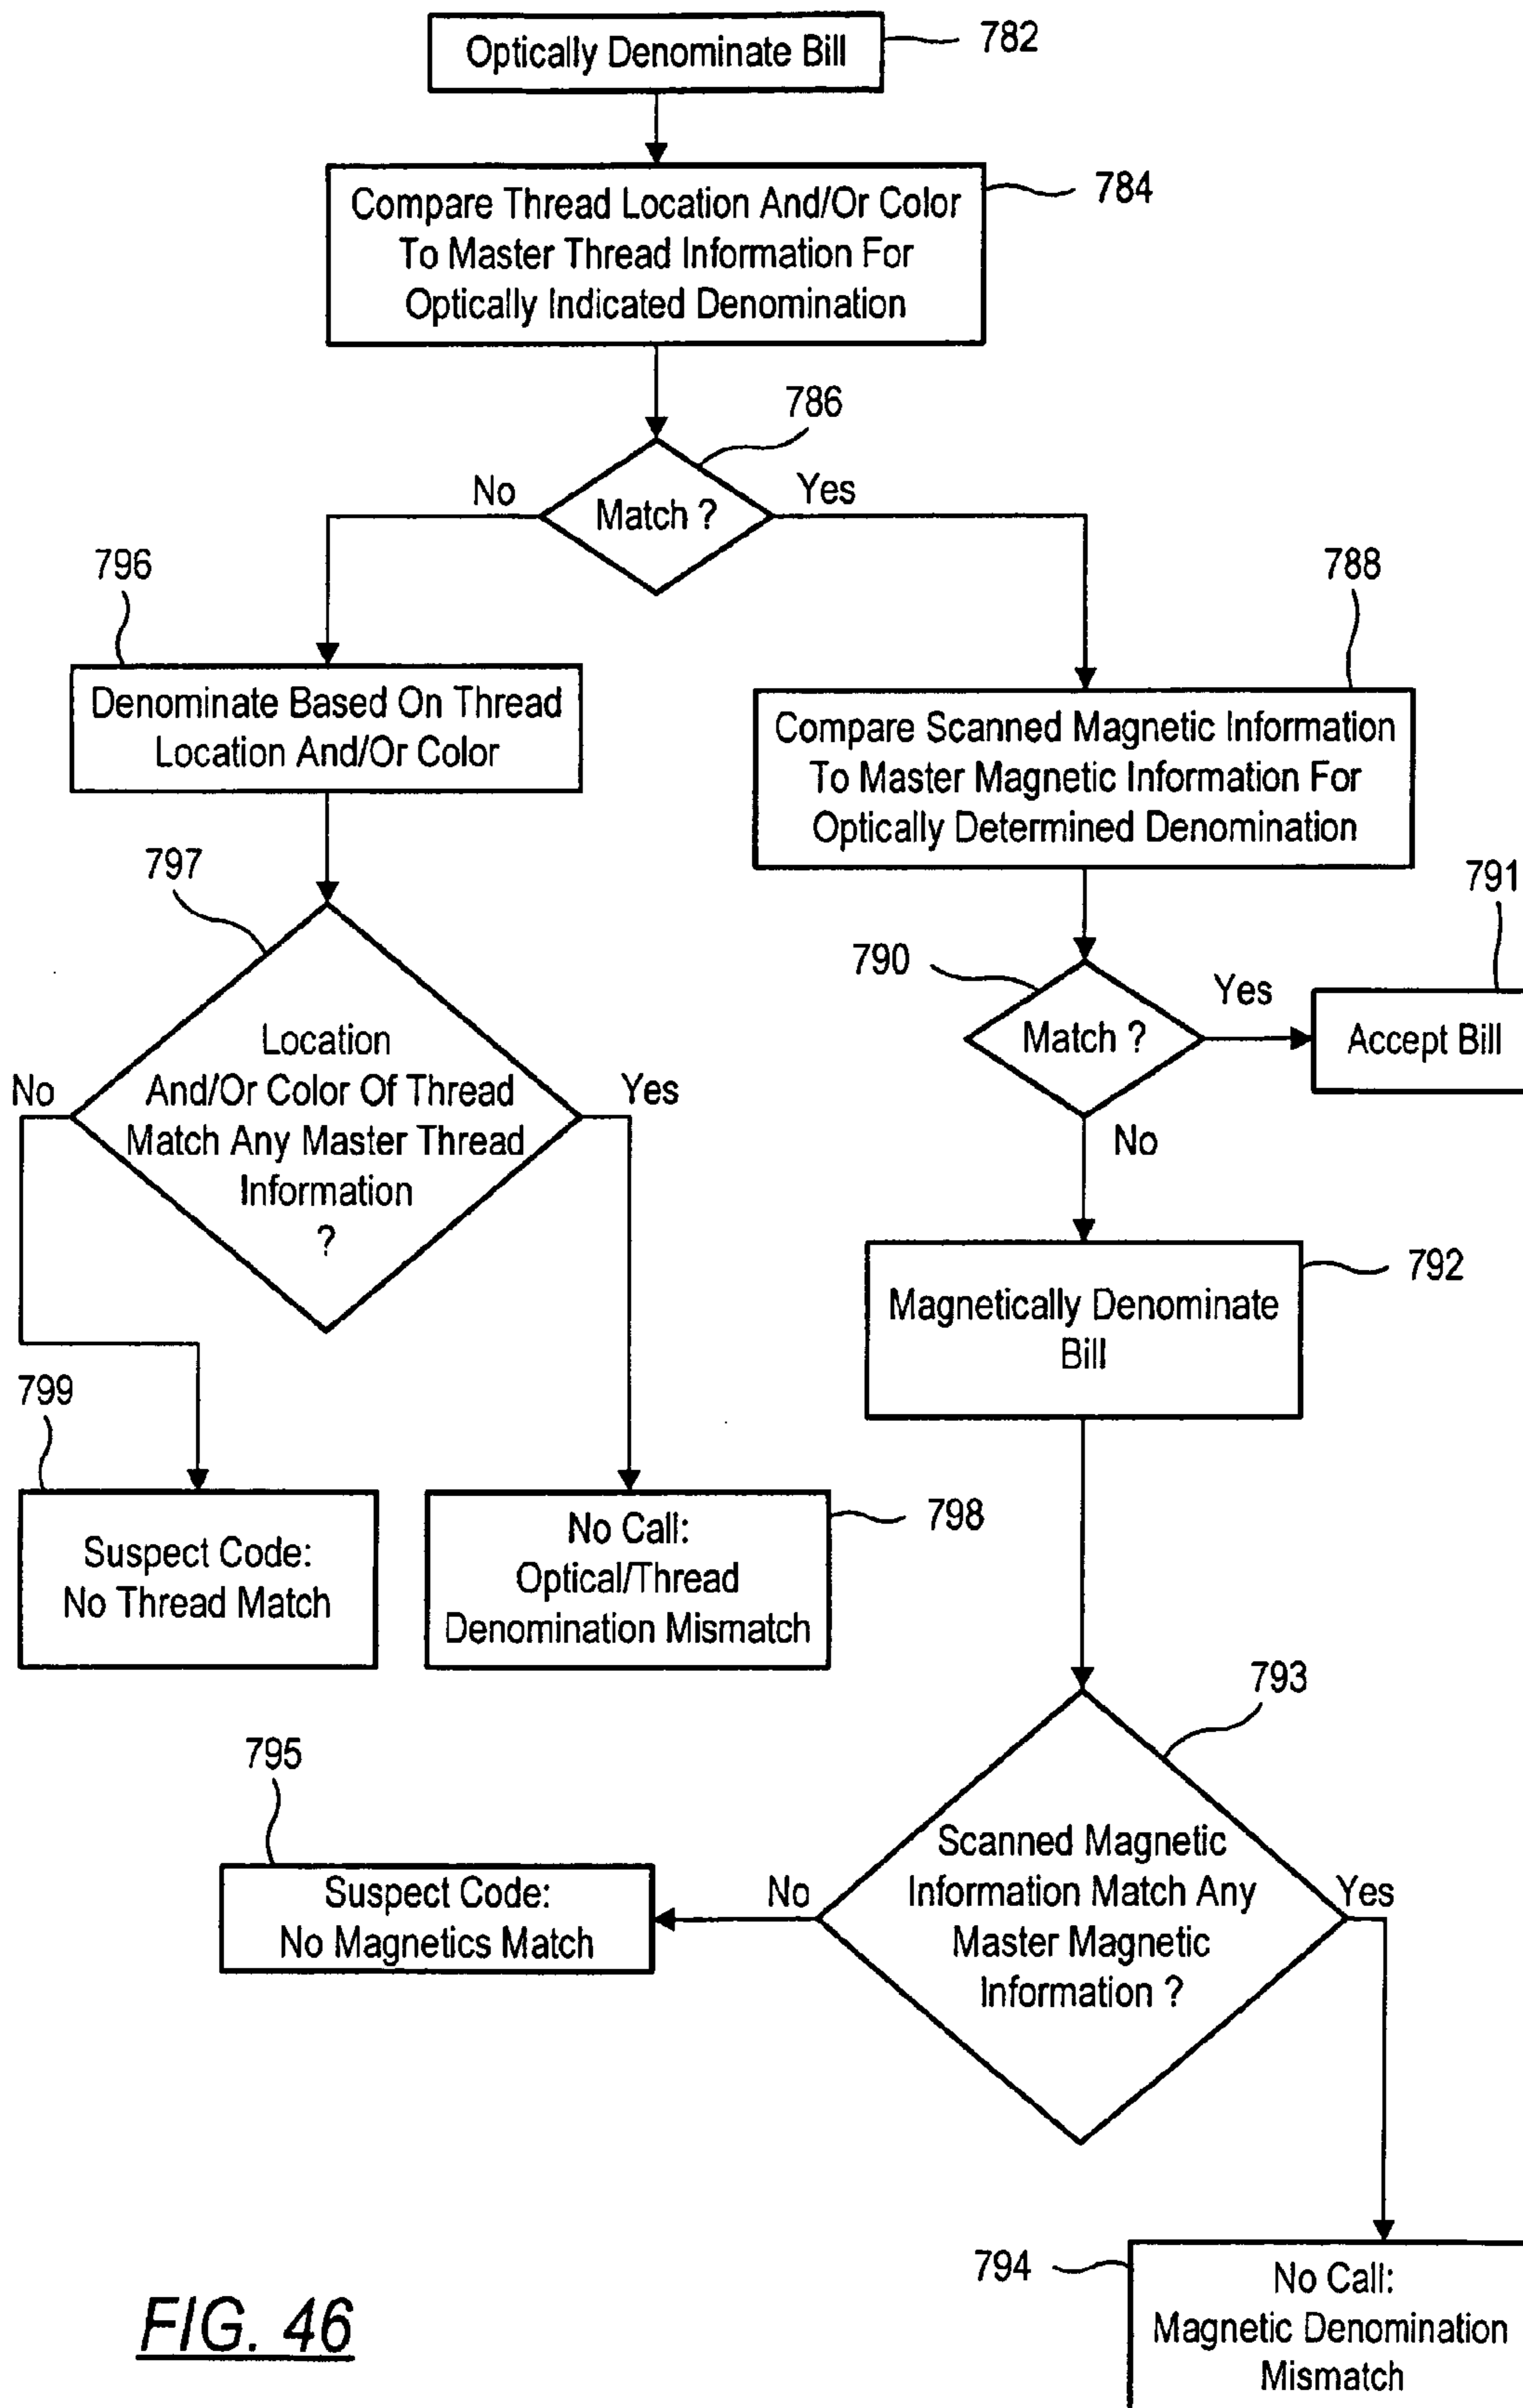 Optically Denominate Bill
782
Compare Thread Location And/Or Color
To Master Thread Information For
Optically Indicated Denomination
784
786
Match ?
No
Yes
796
Denominate Based On Thread
Location And/Or Color
788
Compare Scanned Magnetic Information
To Master Magnetic Information For
Optically Determined Denomination
797
Location
And/Or Color Of Thread
Match Any Master Thread
Information
?
No
Yes
790
Match ?
Yes
No
791
Accept Bill
792
Magnetically Denominate
Bill
799
Suspect Code:
No Thread Match
798
No Call:
Optical/Thread
Denomination Mismatch
793
Scanned Magnetic
Information Match Any
Master Magnetic
Information ?
No
Yes
795
Suspect Code:
No Magnetics Match
794
No Call:
Magnetic Denomination
Mismatch
FIG. 46